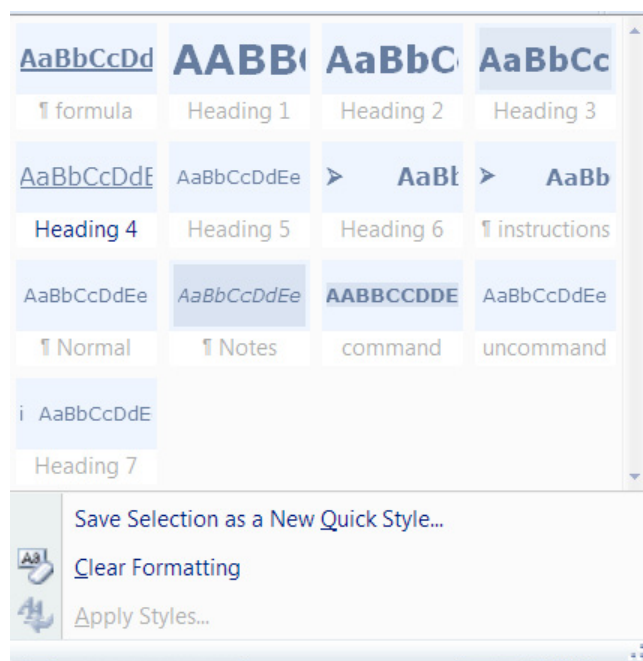 AaBbCcDd AABB AaBbC AaBbCc
¶ formula Heading 1 Heading 2 Heading 3
AaBbCcDdE AaBbCcDdEe ➢ AaBb ➢ AaBb
Heading 4 Heading 5 Heading 6 ¶ instructions
AaBbCcDdEe AaBbCcDdEe AABBCCDDE AaBbCcDdEe
¶ Normal ¶ Notes command uncommand
i AaBbCcDdE
Heading 7
Save Selection as a New Quick Style...
Clear Formatting
Apply Styles...